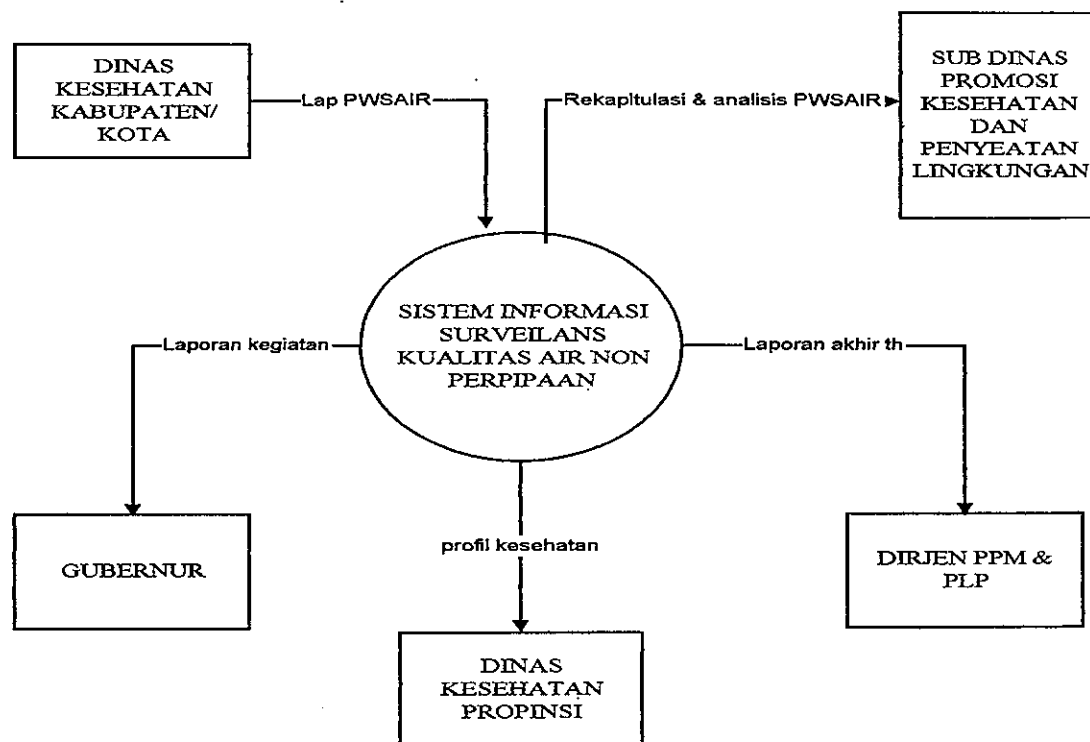 DINAS
KESEHATAN
KABUPATEN/
KOTA
Lap PWSAIR
Rekapitulasi & analisis PWSAIR
SUB DINAS
PROMOSI
KESEHATAN
DAN
PENYEATAN
LINGKUNGAN
SISTEM INFORMASI
SURVEILANS
KUALITAS AIR NON
PERPIPAAN
Laporan kegiatan
Laporan akhir th
GUBERNUR
profil kesehatan
DIRJEN PPM &
PLP
DINAS
KESEHATAN
PROPINSI